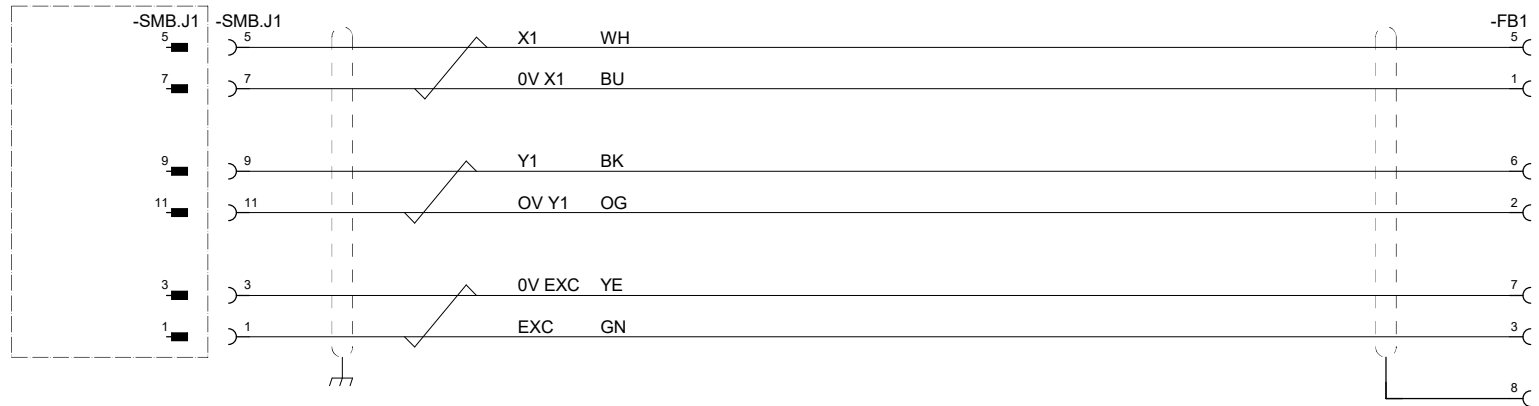 -SMB.J1 -SMB.J1 -FB1
5 5 X1 WH 5
7 7 0V X1 BU 1
9 9 Y1 BK 6
11 11 OV Y1 OG 2
3 3 0V EXC YE 7
1 1 EXC GN 3
8